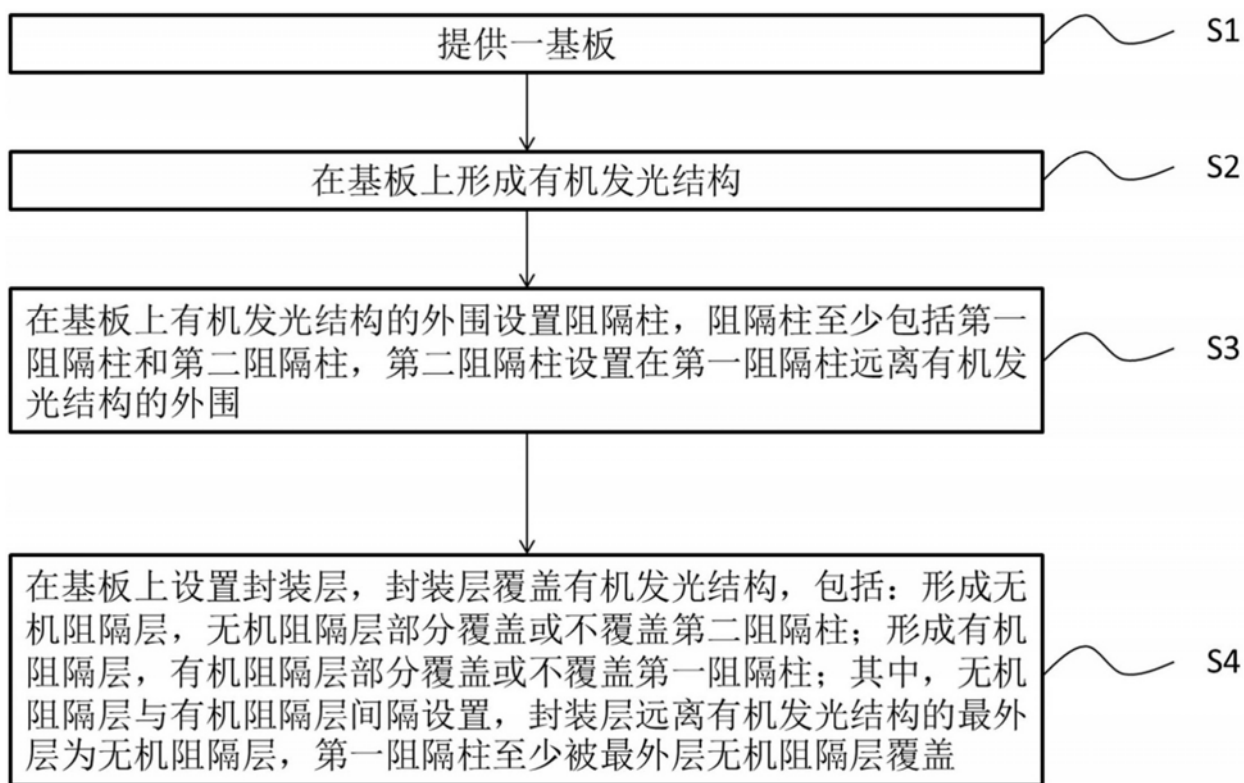 提供一基板
S1
在基板上形成有机发光结构
S2
在基板上有机发光结构的外围设置阻隔柱，阻隔柱至少包括第一
阻隔柱和第二阻隔柱，第二阻隔柱设置在第一阻隔柱远离有机发
光结构的外围
S3
在基板上设置封装层，封装层覆盖有机发光结构，包括：形成无
机阻隔层，无机阻隔层部分覆盖或不覆盖第二阻隔柱；形成有机
阻隔层，有机阻隔层部分覆盖或不覆盖第一阻隔柱；其中，无机
阻隔层与有机阻隔层间隔设置，封装层远离有机发光结构的最外
层为无机阻隔层，第一阻隔柱至少被最外层无机阻隔层覆盖
S4